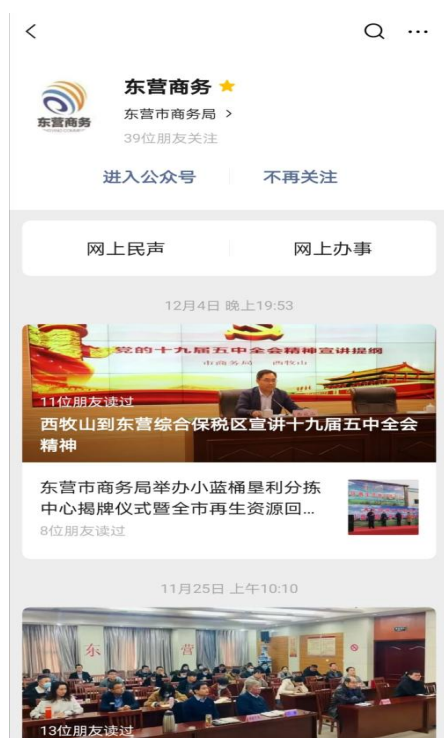 东营商务
东营商务
东营市商务局 >
39位朋友关注
进入公众号
不再关注
网上民声
网上办事
12月4日 晚上19:53
党的十九届五中全会精神宣讲提纲
市商务局 西牧山
11位朋友读过
西牧山到东营综合保税区宣讲十九届五中全会
精神
东营市商务局举办小蓝桶垦利分拣
中心揭牌仪式暨全市再生资源回...
8位朋友读过
11月25日 上午10:10
东 营
13位朋友读过